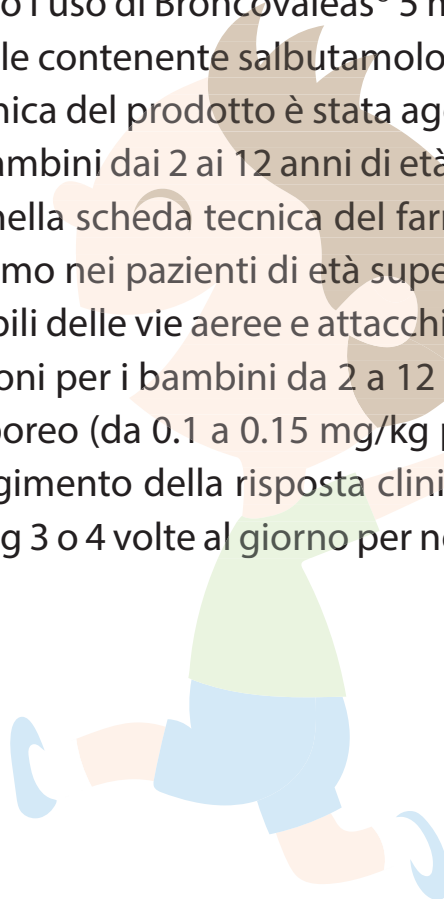 o l'uso di Broncovaleas® 5 m
le contenente salbutamolo
nica del prodotto è stata ag
ambini dai 2 ai 12 anni di età
nella scheda tecnica del far
mo nei pazienti di età supe
bili delle vie aeree e attacchi
oni per i bambini da 2 a 12
poreo (da 0.1 a 0.15 mg/kg p
gimento della risposta clini
g 3 o 4 volte al giorno per n